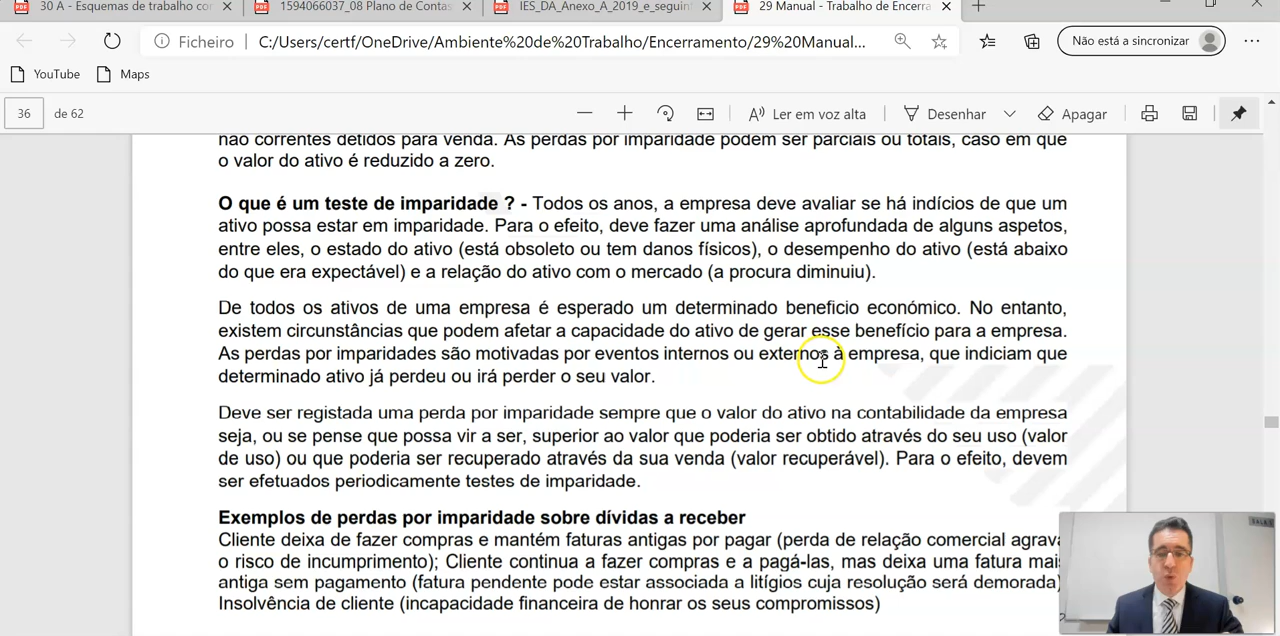 30 A - Esquemas de trabalho cor
1594066037_08 Plano de Contas
IES_DA_Anexo_A_2019_e_seguint
29 Manual - Trabalho de Encerra
Ficheiro
C:/Users/certf/OneDrive/Ambiente%20de%20Trabalho/Encerramento/29%20Manual...
Não está a sincronizar
YouTube
Maps
36 de 62
Ler em voz alta
Desenhar
Apagar
não correntes detidos para venda. As perdas por imparidade podem ser parciais ou totais, caso em que
o valor do ativo é reduzido a zero.
O que é um teste de imparidade ? - Todos os anos, a empresa deve avaliar se há indícios de que um
ativo possa estar em imparidade. Para o efeito, deve fazer uma análise aprofundada de alguns aspetos,
entre eles, o estado do ativo (está obsoleto ou tem danos físicos), o desempenho do ativo (está abaixo
do que era expectável) e a relação do ativo com o mercado (a procura diminuiu).
De todos os ativos de uma empresa é esperado um determinado beneficio económico. No entanto,
existem circunstâncias que podem afetar a capacidade do ativo de gerar esse benefício para a empresa.
As perdas por imparidades são motivadas por eventos internos ou externos à empresa, que indiciam que
determinado ativo já perdeu ou irá perder o seu valor.
Deve ser registada uma perda por imparidade sempre que o valor do ativo na contabilidade da empresa
seja, ou se pense que possa vir a ser, superior ao valor que poderia ser obtido através do seu uso (valor
de uso) ou que poderia ser recuperado através da sua venda (valor recuperável). Para o efeito, devem
ser efetuados periodicamente testes de imparidade.
Exemplos de perdas por imparidade sobre dívidas a receber
Cliente deixa de fazer compras e mantém faturas antigas por pagar (perda de relação comercial agrava
o risco de incumprimento); Cliente continua a fazer compras e a pagá-las, mas deixa uma fatura mais
antiga sem pagamento (fatura pendente pode estar associada a litígios cuja resolução será demorada)
Insolvência de cliente (incapacidade financeira de honrar os seus compromissos)